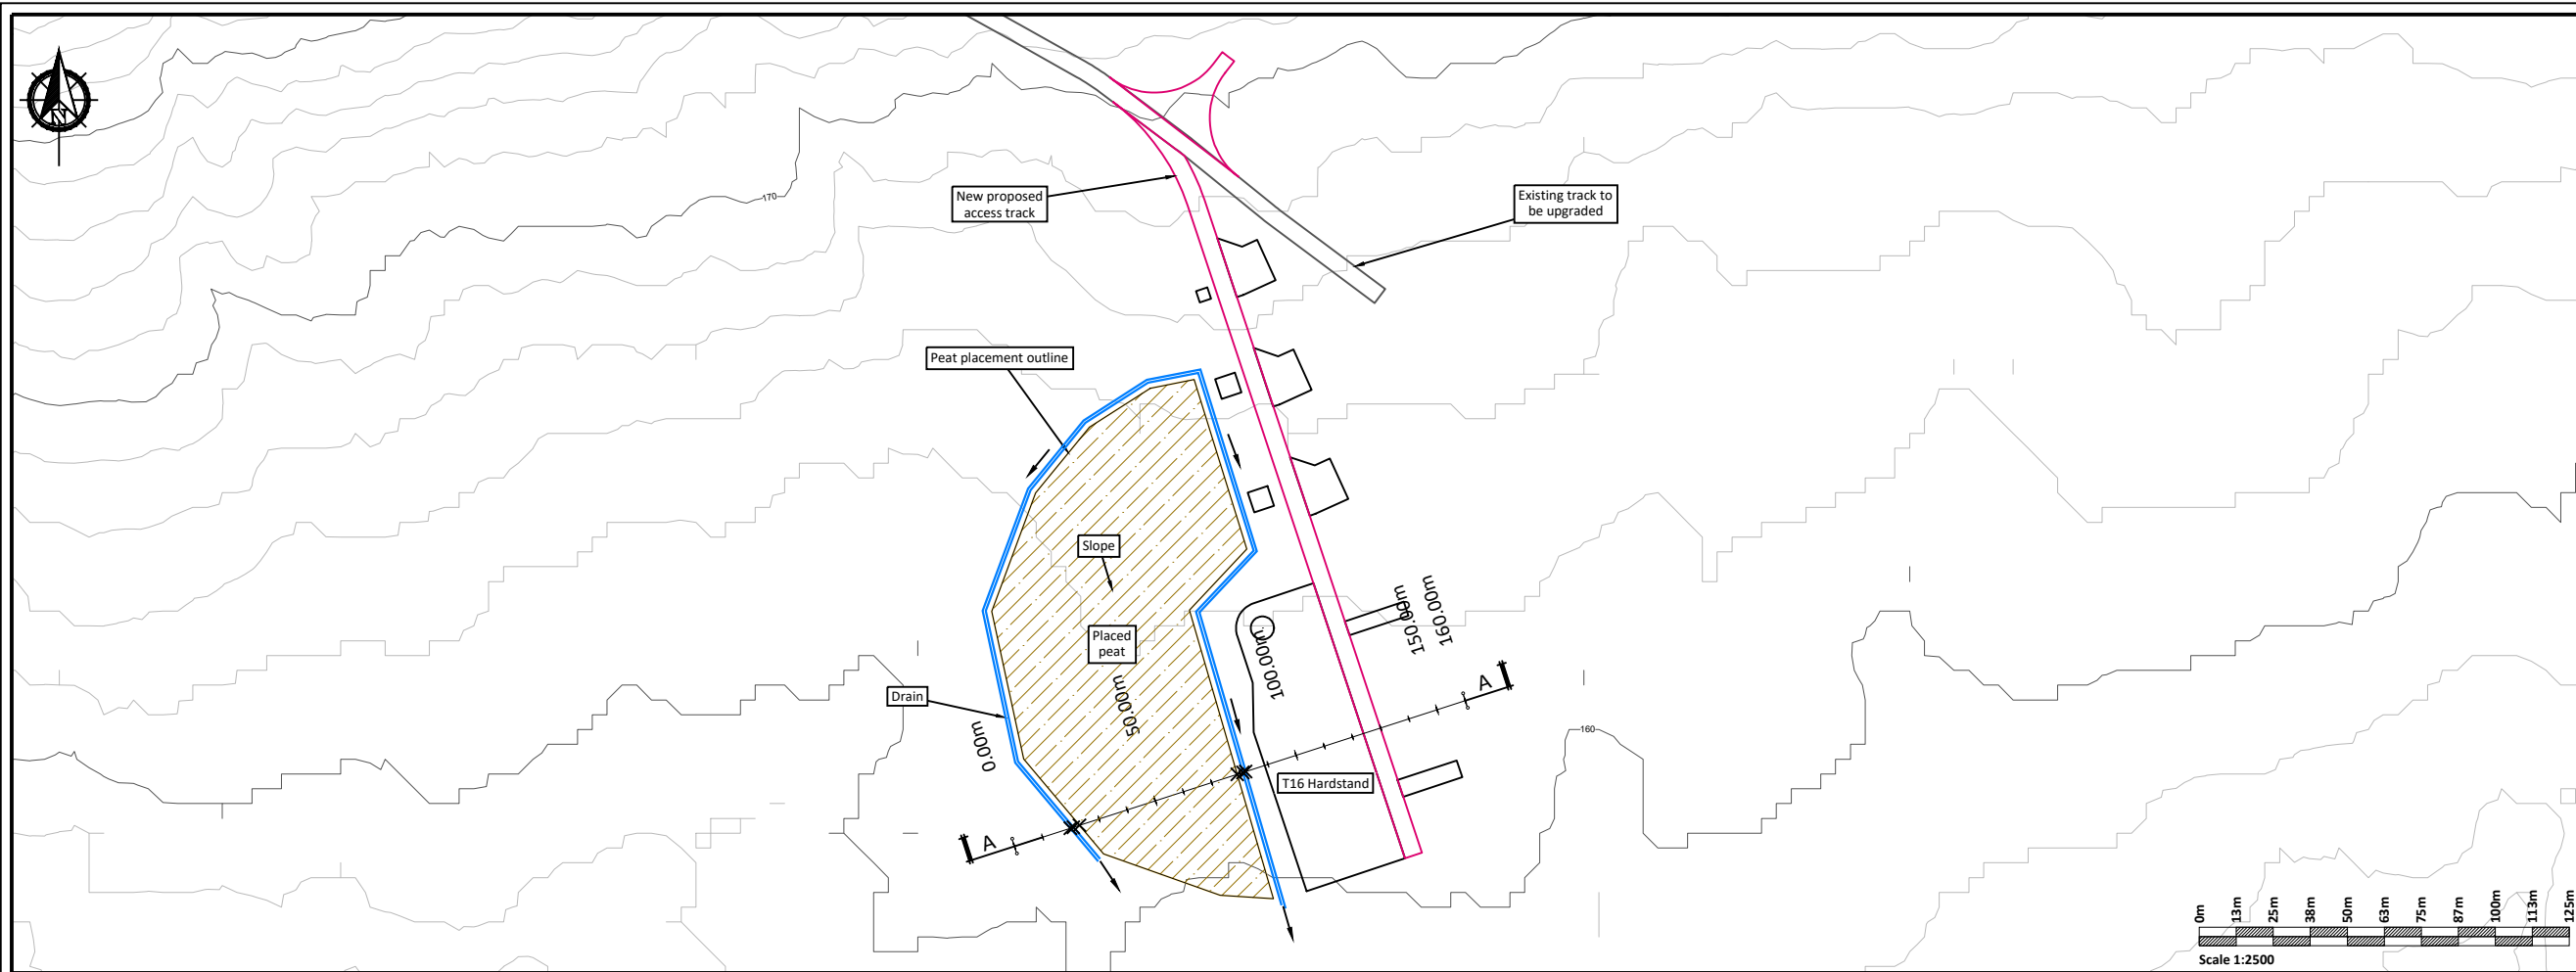 N
170
New proposed
access track
Existing track to
be upgraded
Peat placement outline
Slope
Placed
peat
Drain
0.00m
50.00m
100.00m
150.00m
160.00m
A
A
T16 Hardstand
160
0m
13m
25m
38m
50m
63m
75m
87m
100m
113m
125m
Scale 1:2500